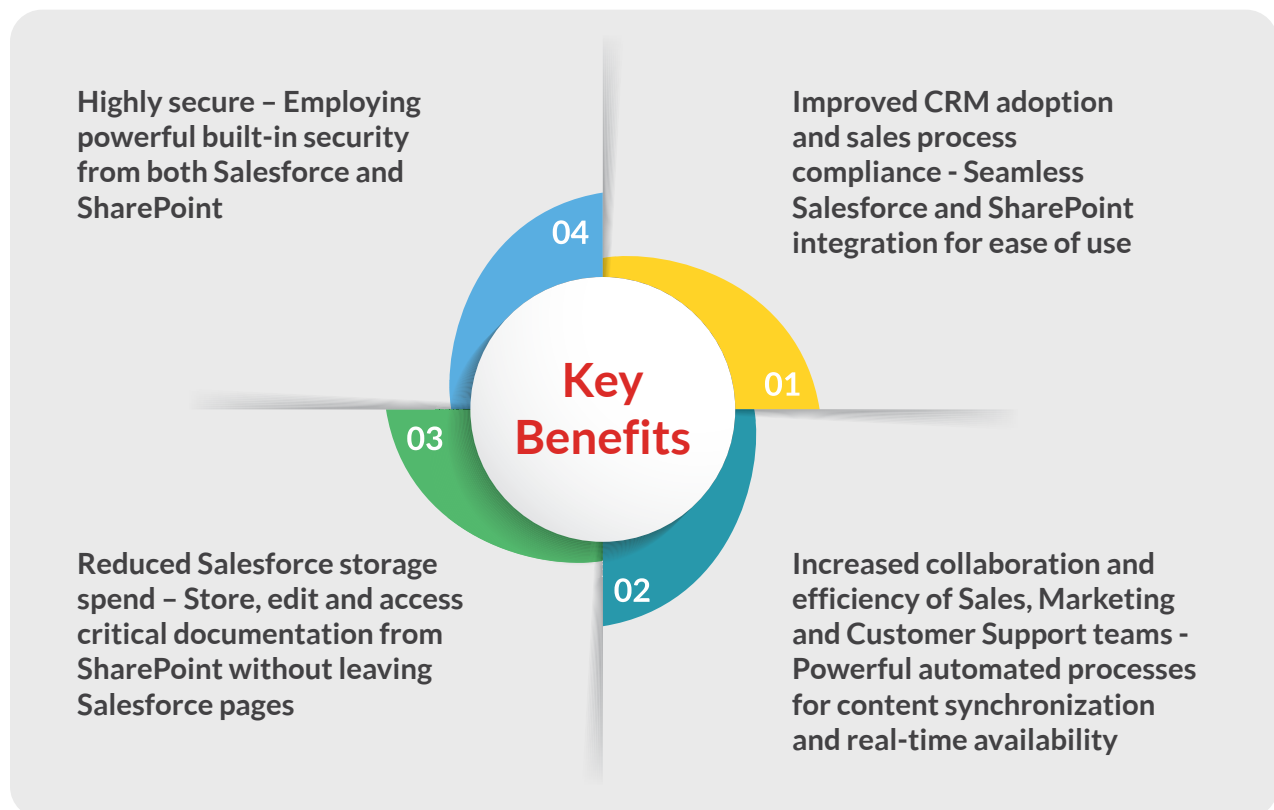 Highly secure – Employing
powerful built-in security
from both Salesforce and
SharePoint
04
Improved CRM adoption
and sales process
compliance - Seamless
Salesforce and SharePoint
integration for ease of use
01
Key
Benefits
03
Reduced Salesforce storage
spend – Store, edit and access
critical documentation from
SharePoint without leaving
Salesforce pages
02
Increased collaboration and
efficiency of Sales, Marketing
and Customer Support teams -
Powerful automated processes
for content synchronization
and real-time availability